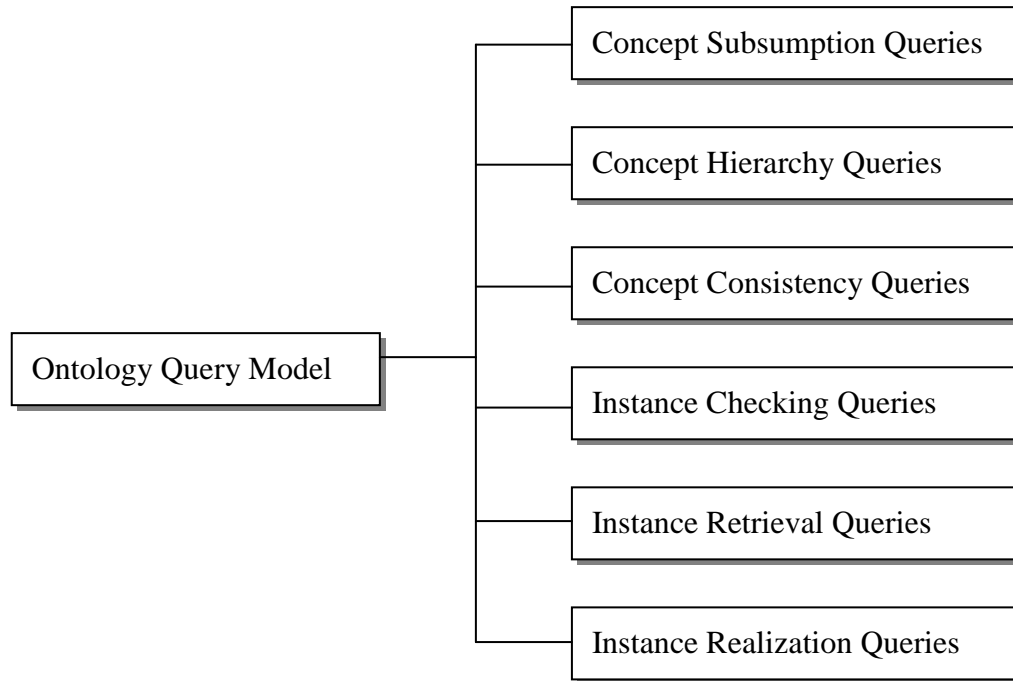 Concept Subsumption Queries
Concept Hierarchy Queries
Concept Consistency Queries
Ontology Query Model
Instance Checking Queries
Instance Retrieval Queries
Instance Realization Queries